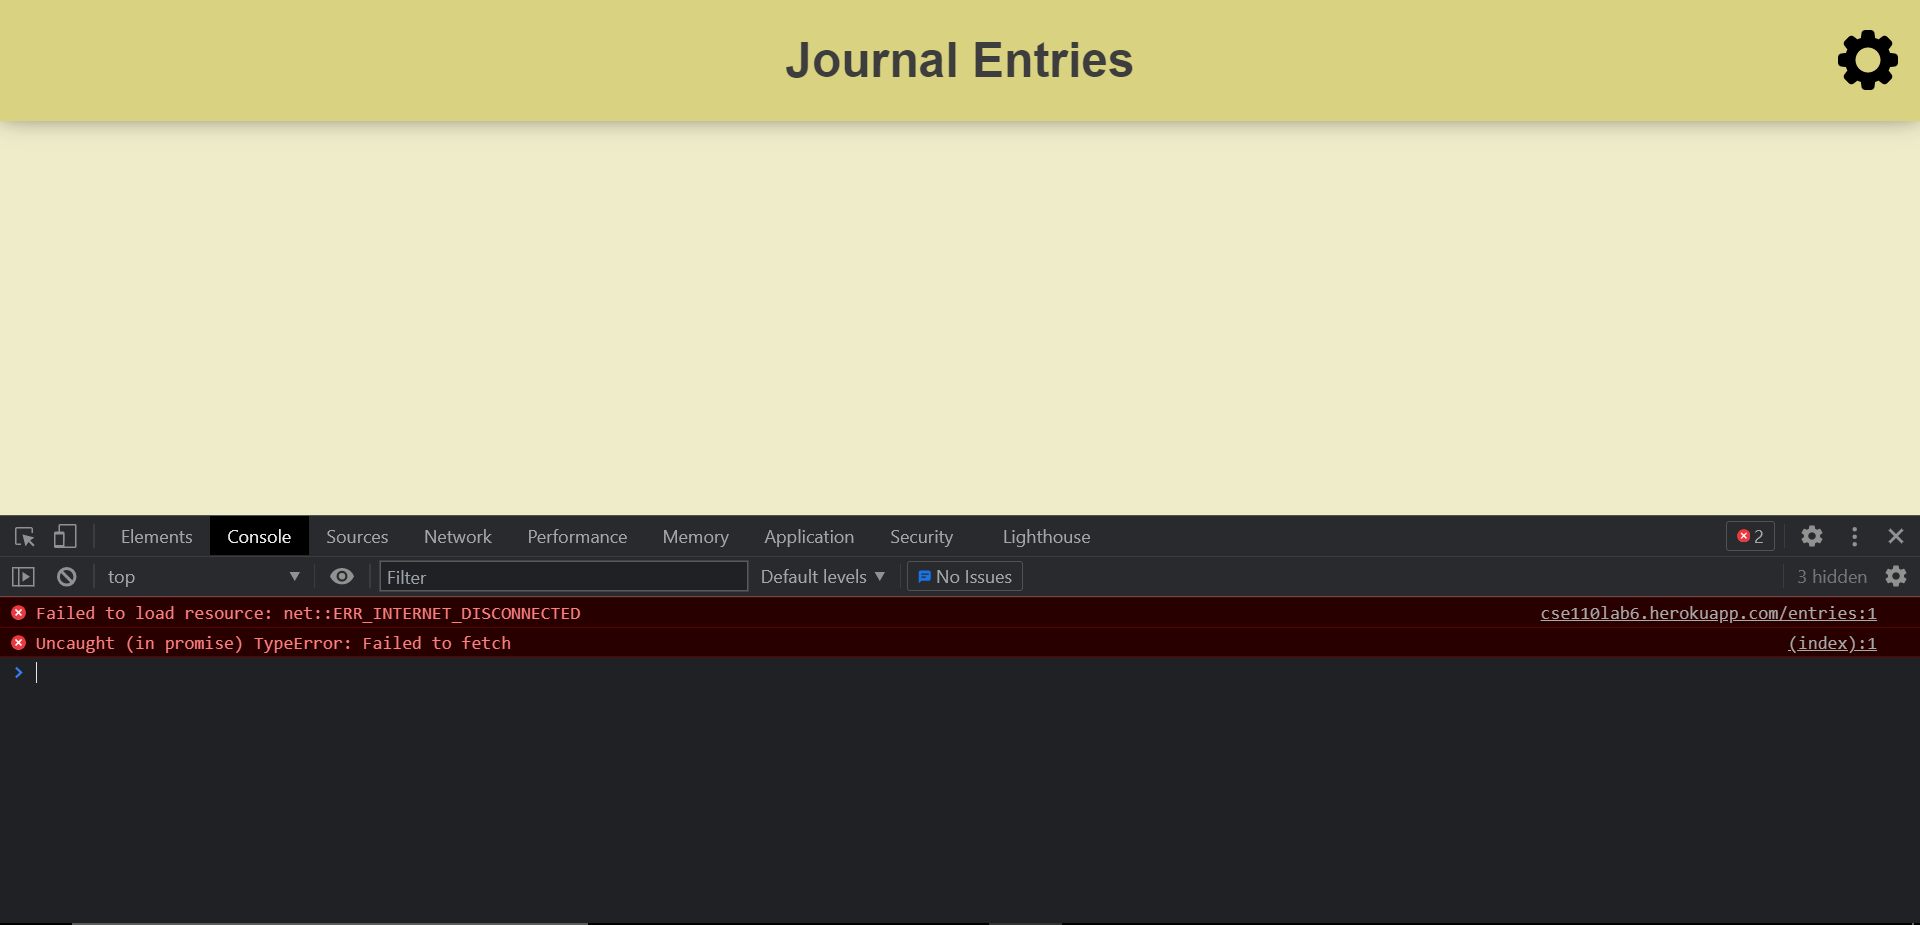 Journal Entries
Elements Console Sources Network Performance Memory Application Security Lighthouse 2
top Filter Default levels No Issues 3 hidden
Failed to load resource: net::ERR_INTERNET_DISCONNECTED cse110lab6.herokuapp.com/entries:1
Uncaught (in promise) TypeError: Failed to fetch (index):1